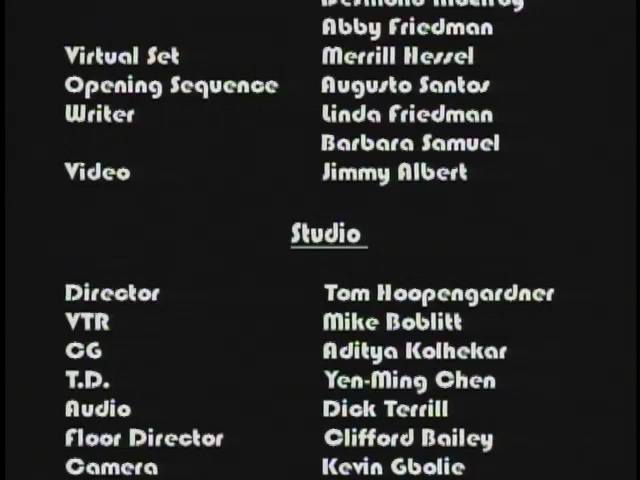 Abby Friedman
Virtual Set Merrill Hessel
Opening Sequence Augusto Santos
Writer Linda Friedman
Barbara Samuel
Video Jimmy Albert
Studio
Director Tom Hoopengardner
VTR Mike Boblitt
CG Aditya Kolhekar
T.D. Yen-Ming Chen
Audio Dick Terrill
Floor Director Clifford Bailey
Camera Kevin Gbolie